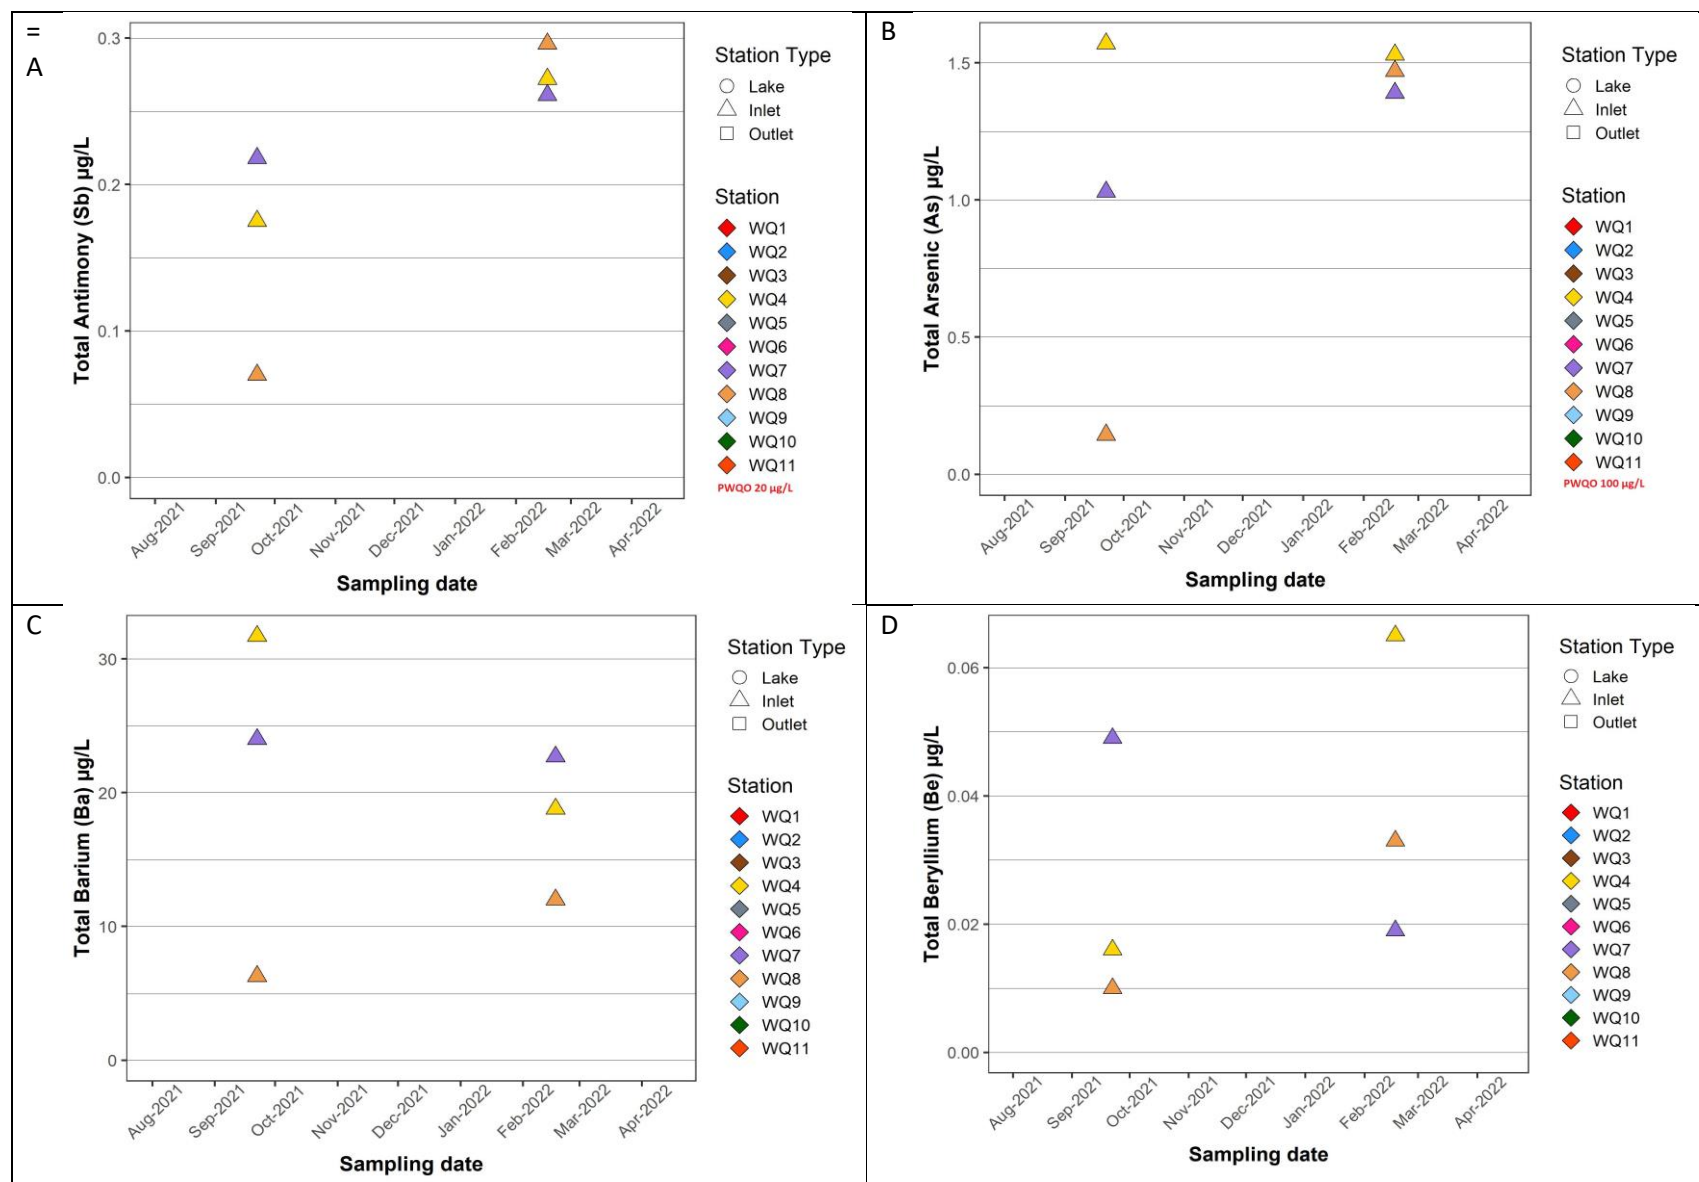 =
A
0.3
0.2
0.1
0.0
Total Antimony (Sb) µg/L
Aug-2021
Sep-2021
Oct-2021
Nov-2021
Dec-2021
Jan-2022
Feb-2022
Mar-2022
Apr-2022
Sampling date
Station Type
Lake
Inlet
Outlet
Station
WQ1
WQ2
WQ3
WQ4
WQ5
WQ6
WQ7
WQ8
WQ9
WQ10
WQ11
PWQO 20 µg/L
B
1.5
1.0
0.5
0.0
Total Arsenic (As) µg/L
Aug-2021
Sep-2021
Oct-2021
Nov-2021
Dec-2021
Jan-2022
Feb-2022
Mar-2022
Apr-2022
Sampling date
Station Type
Lake
Inlet
Outlet
Station
WQ1
WQ2
WQ3
WQ4
WQ5
WQ6
WQ7
WQ8
WQ9
WQ10
WQ11
PWQO 100 µg/L
C
30
20
10
0
Total Barium (Ba) µg/L
Aug-2021
Sep-2021
Oct-2021
Nov-2021
Dec-2021
Jan-2022
Feb-2022
Mar-2022
Apr-2022
Sampling date
Station Type
Lake
Inlet
Outlet
Station
WQ1
WQ2
WQ3
WQ4
WQ5
WQ6
WQ7
WQ8
WQ9
WQ10
WQ11
D
0.06
0.04
0.02
0.00
Total Beryllium (Be) µg/L
Aug-2021
Sep-2021
Oct-2021
Nov-2021
Dec-2021
Jan-2022
Feb-2022
Mar-2022
Apr-2022
Sampling date
Station Type
Lake
Inlet
Outlet
Station
WQ1
WQ2
WQ3
WQ4
WQ5
WQ6
WQ7
WQ8
WQ9
WQ10
WQ11